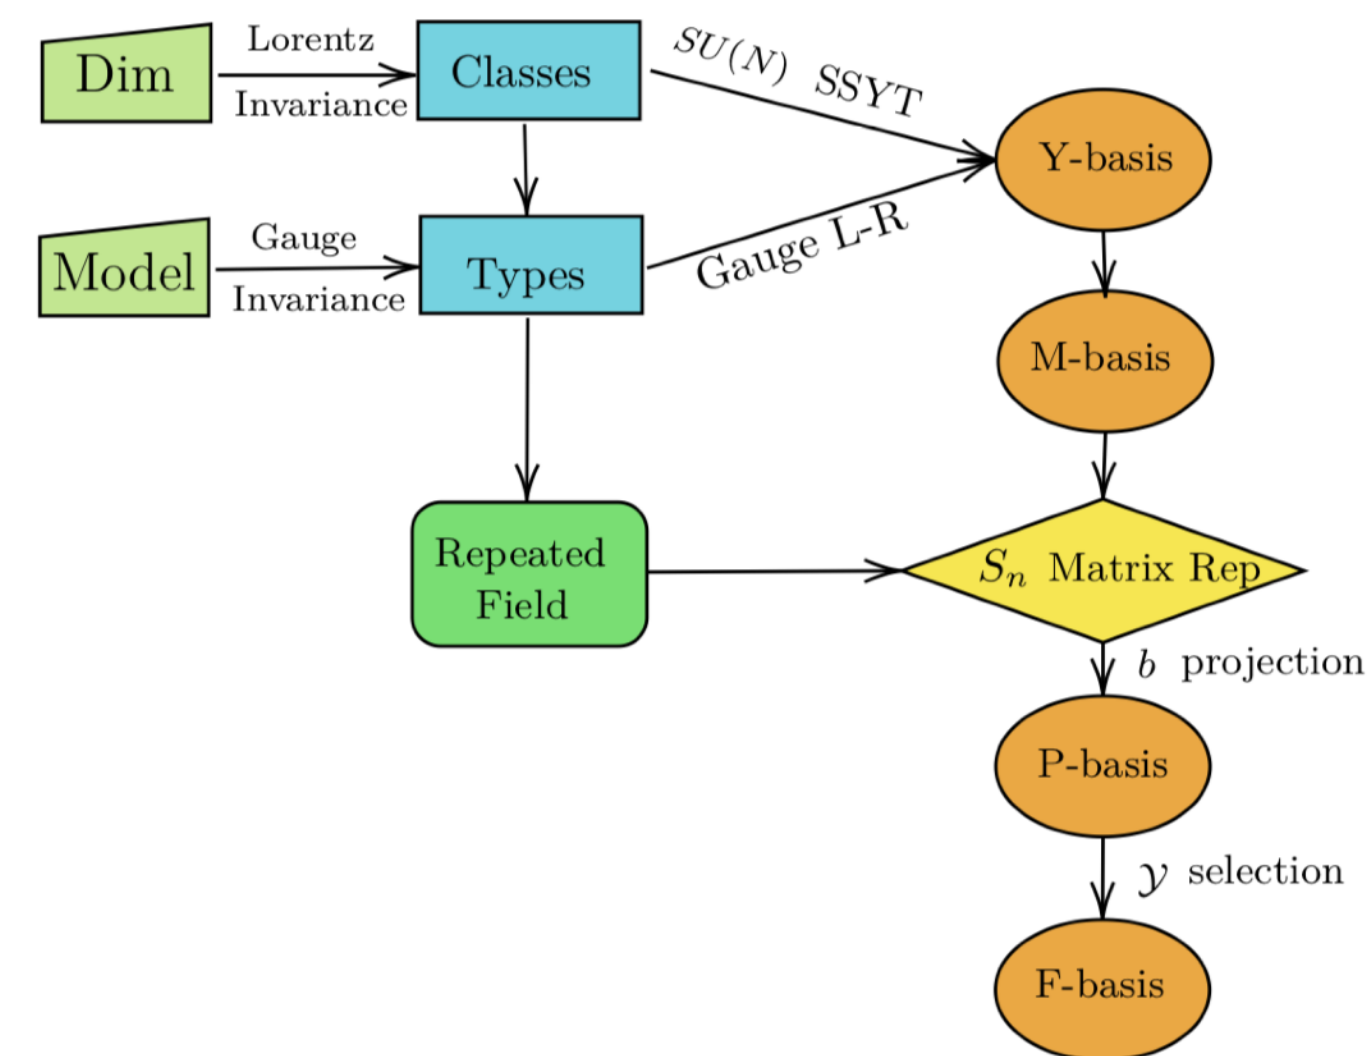 Dim
Lorentz
Invariance
Classes
SU(N) SSYT
Y-basis
Model
Gauge
Invariance
Types
Gauge L-R
M-basis
Repeated
Field
Sₙ Matrix Rep
b projection
P-basis
𝒴 selection
F-basis